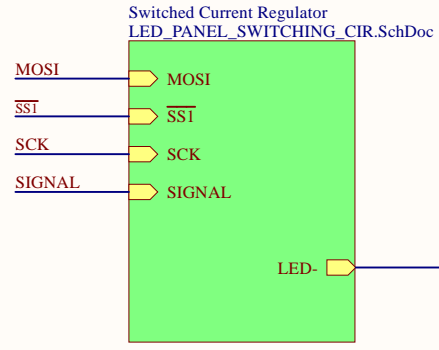 Switched Current Regulator
LED_PANEL_SWITCHING_CIR.SchDoc
MOSI MOSI
SS1 SS1
SCK SCK
SIGNAL SIGNAL
LED-